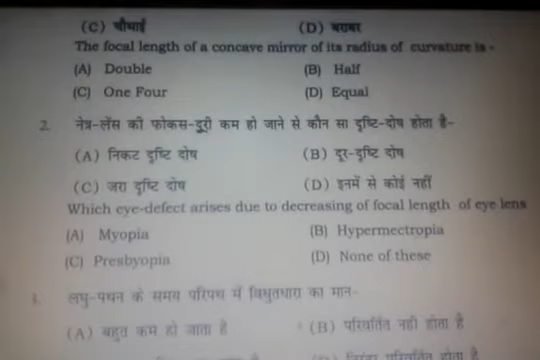 (C) चौथाई (D) बराबर
The focal length of a concave mirror of its radius of curvature is -
(A) Double (B) Half
(C) One Four (D) Equal
2. नेत्र-लेंस की फोकस-दुरी कम हो जाने से कौन सा दृष्टि-दोष होता है-
(A) निकट दृष्टि दोष (B) दूर-दृष्टि दोष
(C) जरा दृष्टि दोष (D) इनमें से कोई नहीं
Which eye-defect arises due to decreasing of focal length of eye lens
(A) Myopia (B) Hypermectropia
(C) Presbyopia (D) None of these
3. लघु-पथन के समय परिपथ में विधुतधारा का मान-
(A) बहुत कम हो जाता है (B) परिवर्तित नही होता है
(D) निरंतर परिवर्तित होता है